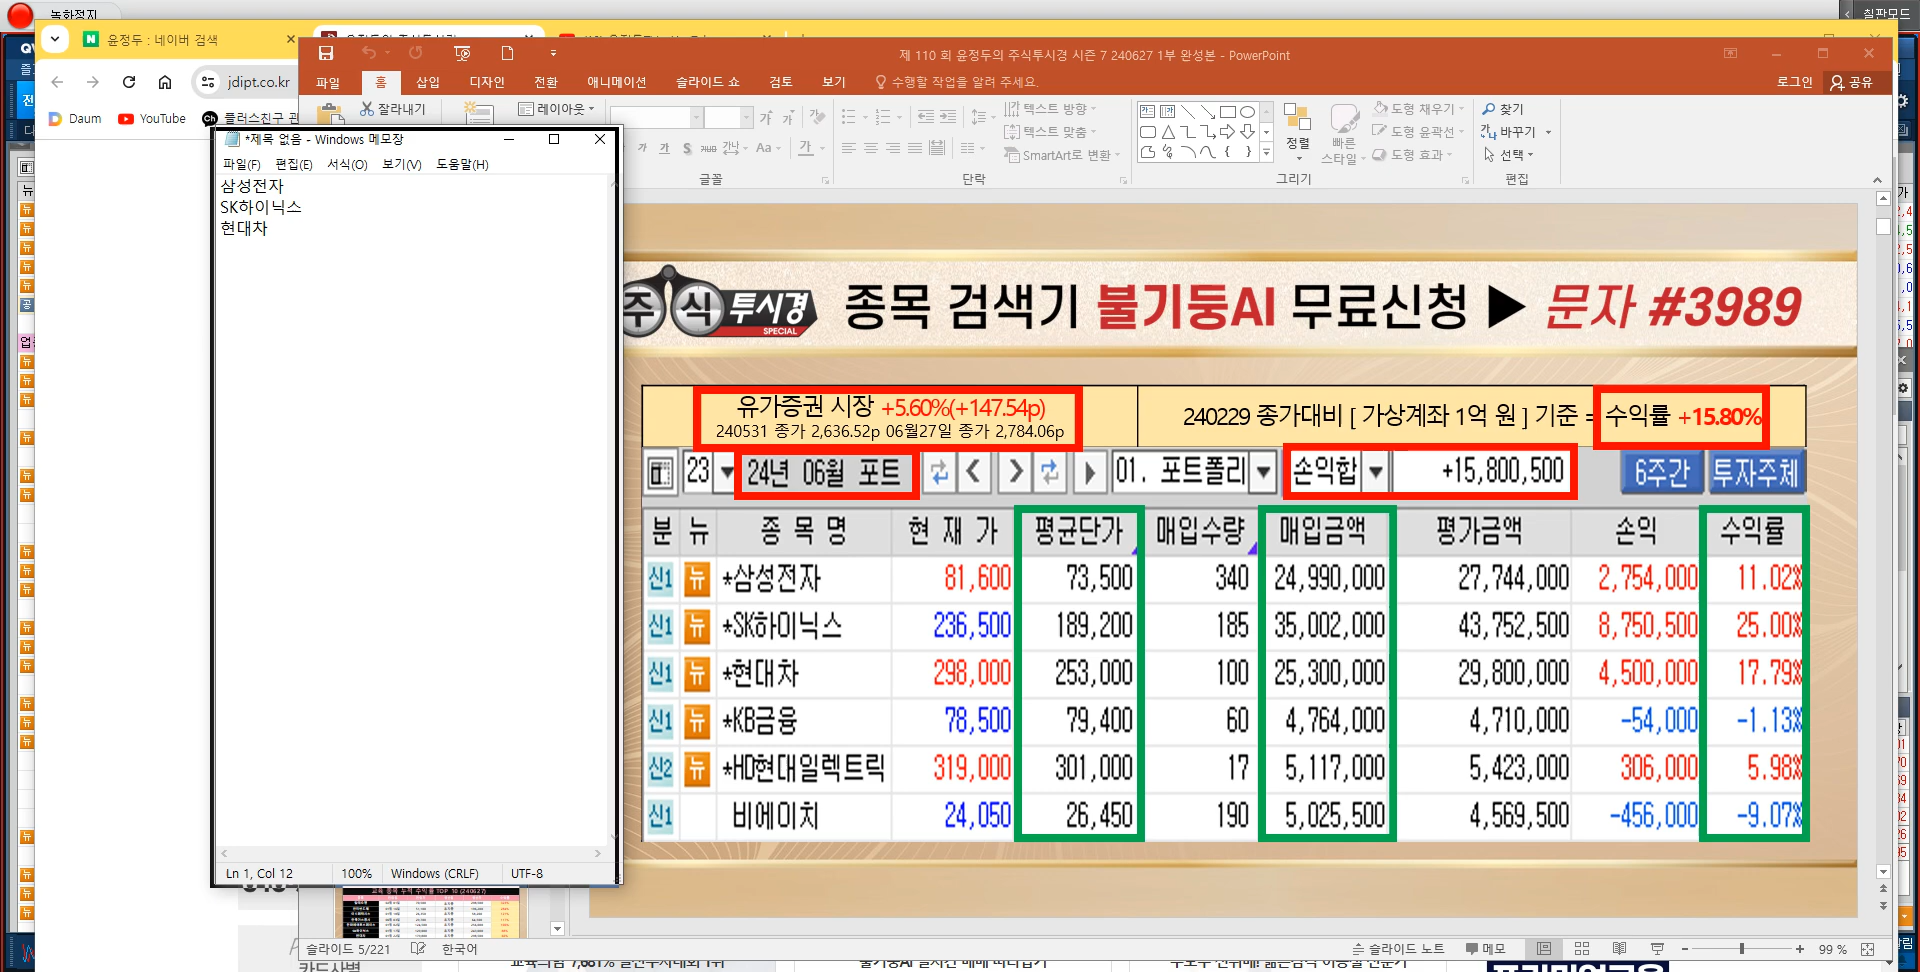 녹화정지
칠판모드
윤정두 : 네이버 검색
제 110 회 윤정두의 주식투시경 시즌 7 240627 1부 완성본 - PowerPoint
jdipt.co.kr
파일
홈
삽입
디자인
전환
애니메이션
슬라이드 쇼
검토
보기
수행할 작업을 알려 주세요.
로그인
공유
Daum
YouTube
플러스친구 관
잘라내기
레이아웃
텍스트 방향
텍스트 맞춤
SmartArt로 변환
정렬
빠른
스타일
도형 채우기
도형 윤곽선
도형 효과
찾기
바꾸기
선택
글꼴
단락
그리기
편집
*제목 없음 - Windows 메모장
파일(F)
편집(E)
서식(O)
보기(V)
도움말(H)
삼성전자
SK하이닉스
현대차
Ln 1, Col 12
100%
Windows (CRLF)
UTF-8
주식투시경
SPECIAL
종목 검색기 불기둥AI 무료신청 ▶ 문자 #3989
유가증권 시장 +5.60%(+147.54p)
240531 종가 2,636.52p 06월27일 종가 2,784.06p
240229 종가대비 [ 가상계좌 1억 원 ] 기준 = 수익률 +15.80%
23 24년 06월 포트 01. 포트폴리 손익합 +15,800,500 6주간 투자주체
분 뉴 종 목 명 현 재 가 평균단가 매입수량 매입금액 평가금액 손익 수익률
신1 뉴 *삼성전자 81,600 73,500 340 24,990,000 27,744,000 2,754,000 11.02%
신1 뉴 *SK하이닉스 236,500 189,200 185 35,002,000 43,752,500 8,750,500 25.00%
신1 뉴 *현대차 298,000 253,000 100 25,300,000 29,800,000 4,500,000 17.79%
신1 뉴 *KB금융 78,500 79,400 60 4,764,000 4,710,000 -54,000 -1.13%
신2 뉴 *HD현대일렉트릭 319,000 301,000 17 5,117,000 5,423,000 306,000 5.98%
신1 비에이치 24,050 26,450 190 5,025,500 4,569,500 -456,000 -9.07%
슬라이드 5/221
한국어
슬라이드 노트
메모
99 %